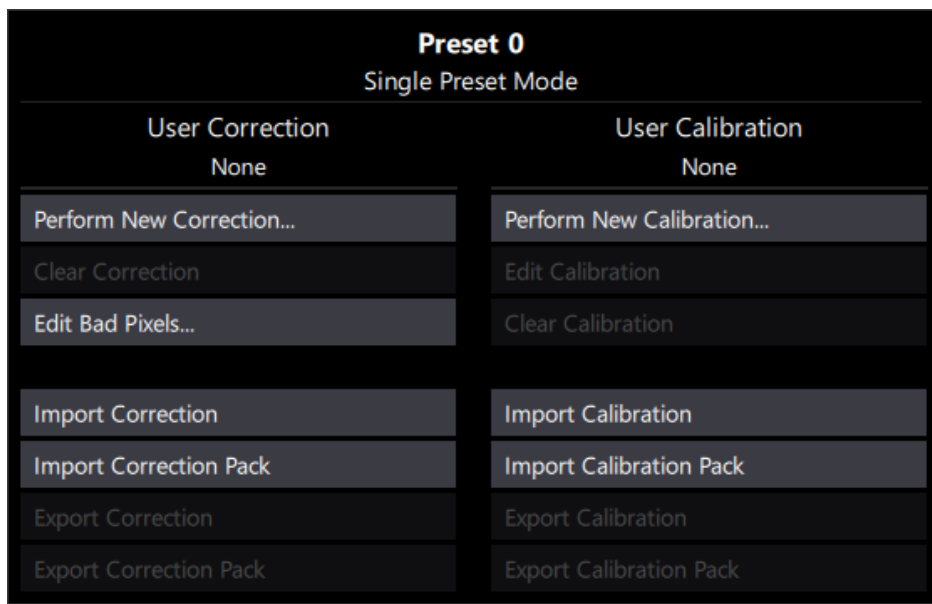 Preset 0
Single Preset Mode
User Correction
None
Perform New Correction...
Clear Correction
Edit Bad Pixels...
Import Correction
Import Correction Pack
Export Correction
Export Correction Pack
User Calibration
None
Perform New Calibration...
Edit Calibration
Clear Calibration
Import Calibration
Import Calibration Pack
Export Calibration
Export Calibration Pack